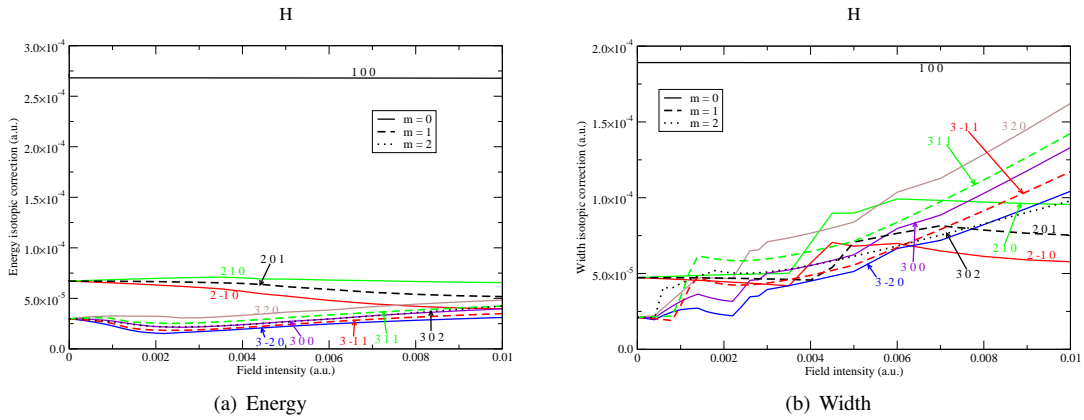 H
3.0×10⁻⁴
2.5×10⁻⁴
2.0×10⁻⁴
1.5×10⁻⁴
1.0×10⁻⁴
5.0×10⁻⁵
0.0
Energy isotopic correction (a.u.)
1 0 0
m = 0
m = 1
m = 2
2 1 0
2 0 1
2 -1 0
3 2 0
3 -2 0
3 0 0
3 -1 1
3 1 1
3 0 2
0 0.002 0.004 0.006 0.008 0.01
Field intensity (a.u.)
(a) Energy
H
2.0×10⁻⁴
1.5×10⁻⁴
1.0×10⁻⁴
5.0×10⁻⁵
0.0
Width isotopic correction (a.u.)
1 0 0
m = 0
m = 1
m = 2
3 2 0
3 -1 1
3 1 1
2 0 1
2 1 0
2 -1 0
3 0 2
3 0 0
3 -2 0
0 0.002 0.004 0.006 0.008 0.01
Field intensity (a.u.)
(b) Width